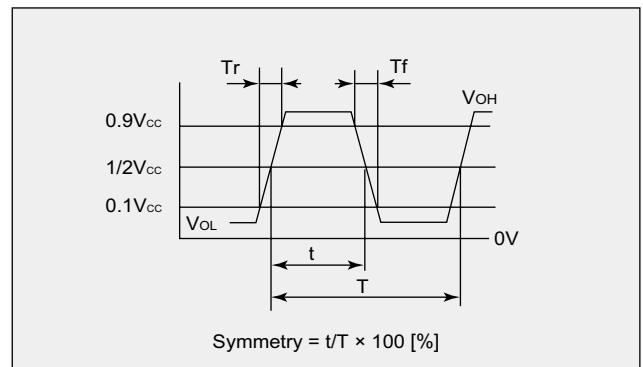 Tr Tf
VOH
0.9Vcc
1/2Vcc
0.1Vcc
VOL
0V
t
T
Symmetry = t/T × 100 [%]